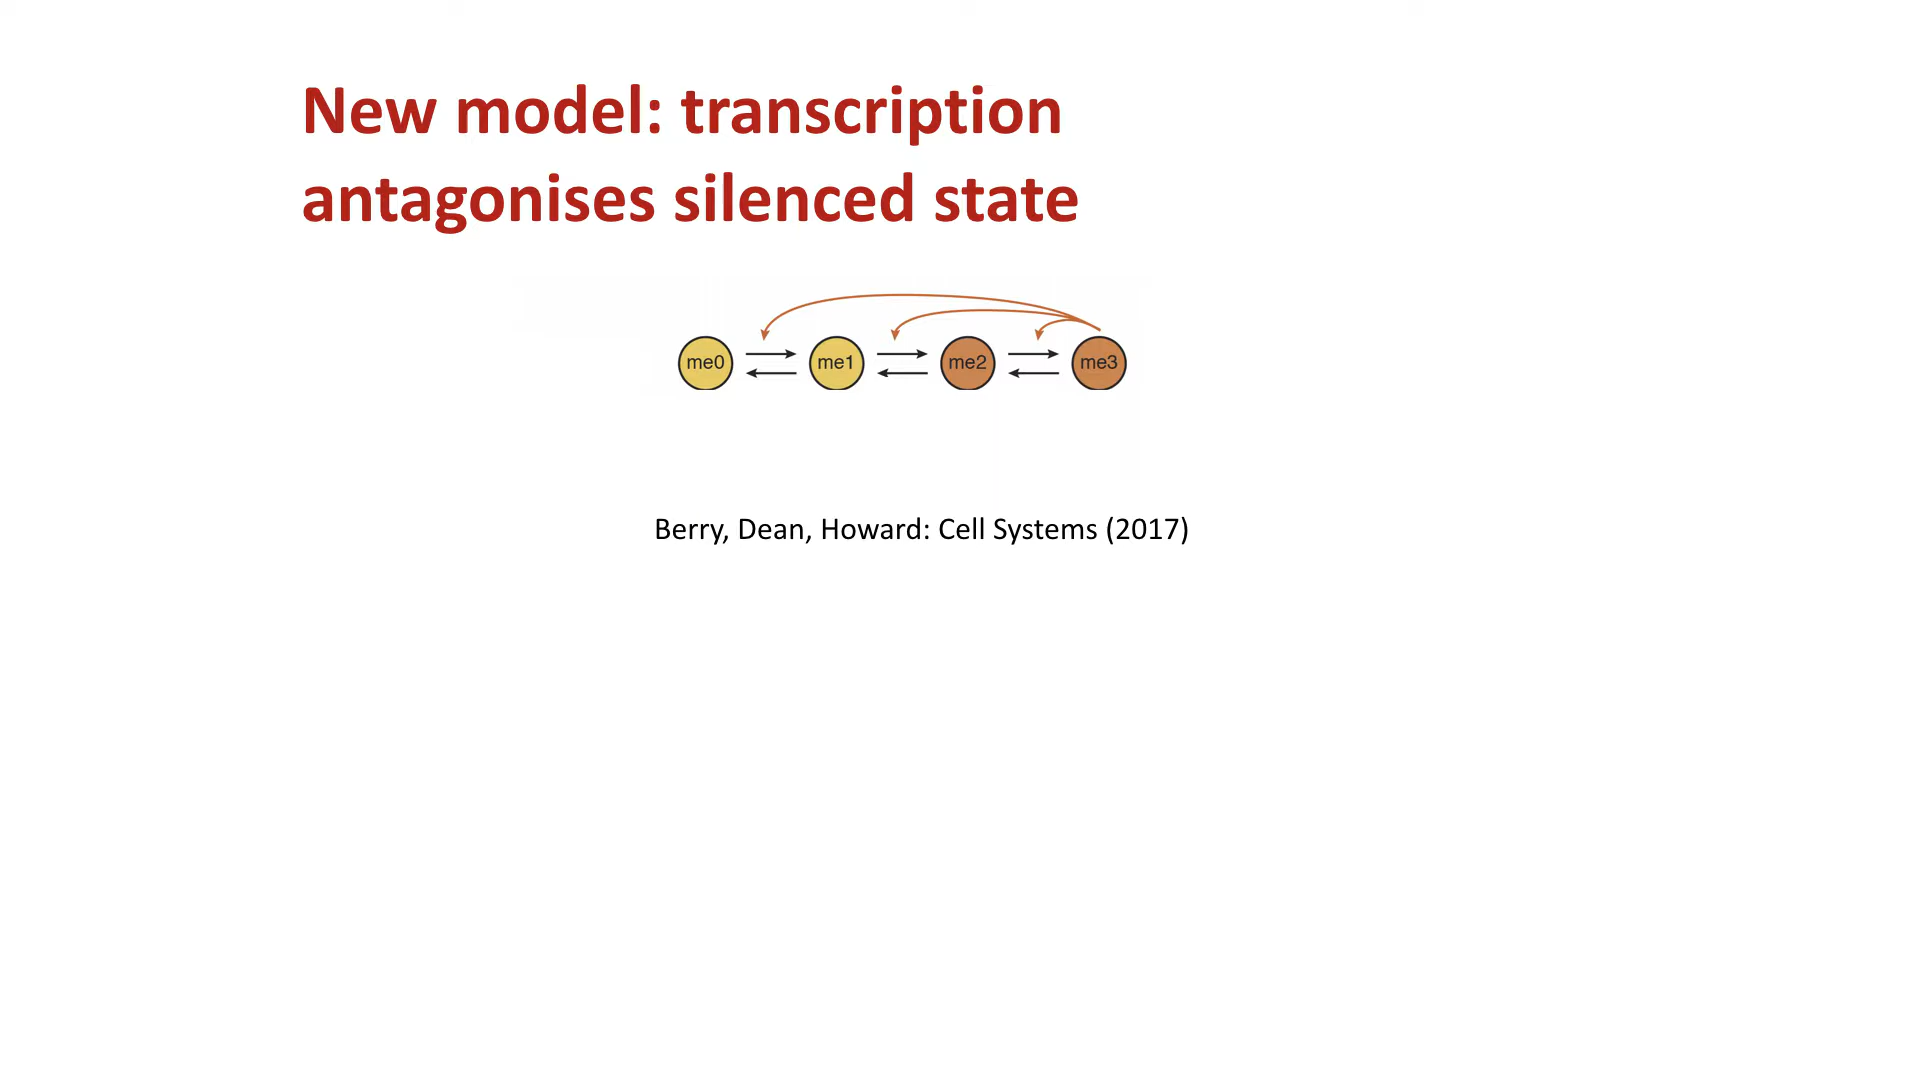 New model: transcription
antagonises silenced state
me0 me1 me2 me3
Berry, Dean, Howard: Cell Systems (2017)